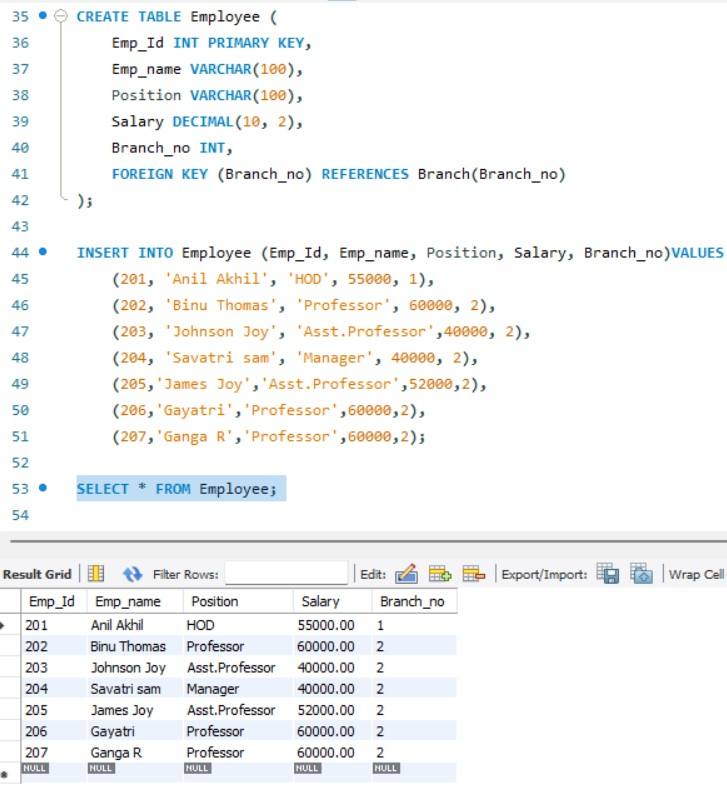 35 CREATE TABLE Employee (
36 Emp_Id INT PRIMARY KEY,
37 Emp_name VARCHAR(100),
38 Position VARCHAR(100),
39 Salary DECIMAL(10, 2),
40 Branch_no INT,
41 FOREIGN KEY (Branch_no) REFERENCES Branch(Branch_no)
42 );
43
44 INSERT INTO Employee (Emp_Id, Emp_name, Position, Salary, Branch_no)VALUES
45 (201, 'Anil Akhil', 'HOD', 55000, 1),
46 (202, 'Binu Thomas', 'Professor', 60000, 2),
47 (203, 'Johnson Joy', 'Asst.Professor',40000, 2),
48 (204, 'Savatri sam', 'Manager', 40000, 2),
49 (205,'James Joy','Asst.Professor',52000,2),
50 (206,'Gayatri','Professor',60000,2),
51 (207,'Ganga R','Professor',60000,2);
52
53 SELECT * FROM Employee;
54
Result Grid Filter Rows: Edit: Export/Import: Wrap Cell
Emp_Id Emp_name Position Salary Branch_no
201 Anil Akhil HOD 55000.00 1
202 Binu Thomas Professor 60000.00 2
203 Johnson Joy Asst.Professor 40000.00 2
204 Savatri sam Manager 40000.00 2
205 James Joy Asst.Professor 52000.00 2
206 Gayatri Professor 60000.00 2
207 Ganga R Professor 60000.00 2
NULL NULL NULL NULL NULL